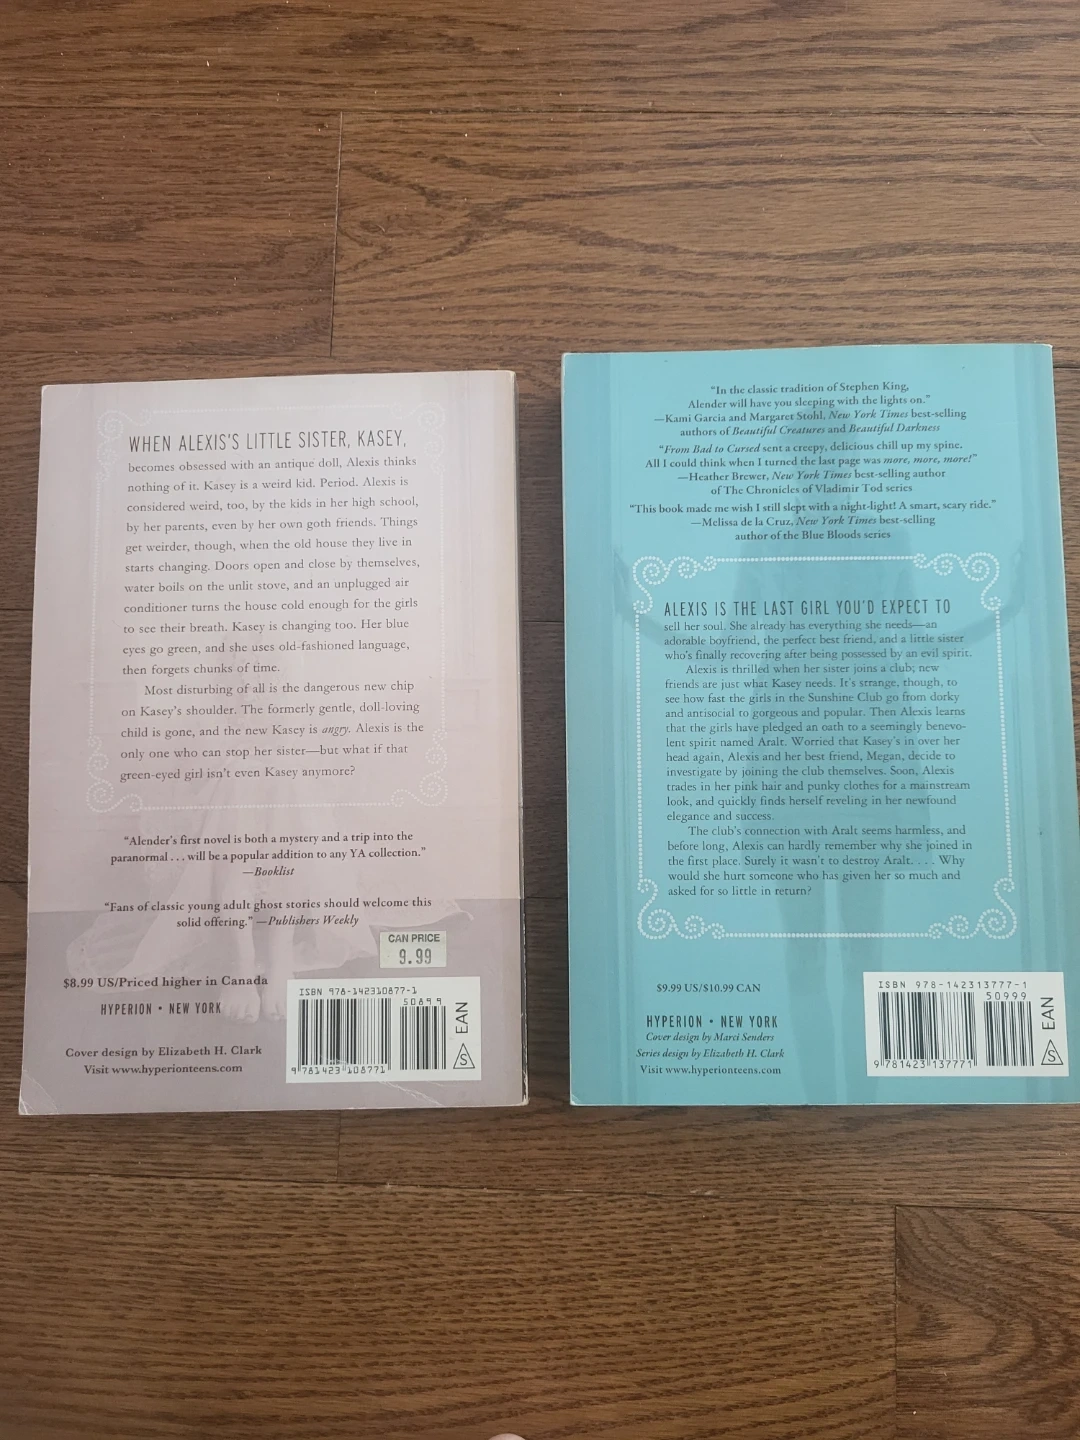 WHEN ALEXIS'S LITTLE SISTER, KASEY,
becomes obsessed with an antique doll, Alexis thinks
nothing of it. Kasey is a weird kid. Period. Alexis is
considered weird, too, by the kids in her high school,
by her parents, even by her own goth friends. Things
get weirder, though, when the old house they live in
starts changing. Doors open and close by themselves,
water boils on the unlit stove, and an unplugged air
conditioner turns the house cold enough for the girls
to see their breath. Kasey is changing too. Her blue
eyes go green, and she uses old-fashioned language,
then forgets chunks of time.
Most disturbing of all is the dangerous new chip
on Kasey's shoulder. The formerly gentle, doll-loving
child is gone, and the new Kasey is angry. Alexis is the
only one who can stop her sister—but what if that
green-eyed girl isn't even Kasey anymore?
"Alender's first novel is both a mystery and a trip into the
paranormal . . . will be a popular addition to any YA collection."
—Booklist
"Fans of classic young adult ghost stories should welcome this
solid offering." —Publishers Weekly
CAN PRICE
9.99
$8.99 US/Priced higher in Canada
HYPERION • NEW YORK
Cover design by Elizabeth H. Clark
Visit www.hyperionteens.com
ISBN 978-142310877-1
50899
EAN
S
9 781423 108771
"In the classic tradition of Stephen King,
Alender will have you sleeping with the lights on."
—Kami Garcia and Margaret Stohl, New York Times best-selling
authors of Beautiful Creatures and Beautiful Darkness
"From Bad to Cursed sent a creepy, delicious chill up my spine.
All I could think when I turned the last page was more, more, more!"
—Heather Brewer, New York Times best-selling author
of The Chronicles of Vladimir Tod series
"This book made me wish I still slept with a night-light! A smart, scary ride."
—Melissa de la Cruz, New York Times best-selling
author of the Blue Bloods series
ALEXIS IS THE LAST GIRL YOU'D EXPECT TO
sell her soul. She already has everything she needs—an
adorable boyfriend, the perfect best friend, and a little sister
who's finally recovering after being possessed by an evil spirit.
Alexis is thrilled when her sister joins a club; new
friends are just what Kasey needs. It's strange, though, to
see how fast the girls in the Sunshine Club go from dorky
and antisocial to gorgeous and popular. Then Alexis learns
that the girls have pledged an oath to a seemingly benevo-
lent spirit named Aralt. Worried that Kasey's in over her
head again, Alexis and her best friend, Megan, decide to
investigate by joining the club themselves. Soon, Alexis
trades in her pink hair and punky clothes for a mainstream
look, and quickly finds herself reveling in her newfound
elegance and success.
The club's connection with Aralt seems harmless, and
before long, Alexis can hardly remember why she joined in
the first place. Surely it wasn't to destroy Aralt. . . . Why
would she hurt someone who has given her so much and
asked for so little in return?
$9.99 US/$10.99 CAN
HYPERION • NEW YORK
Cover design by Marci Senders
Series design by Elizabeth H. Clark
Visit www.hyperionteens.com
ISBN 978-142313777-1
50999
EAN
S
9 781423 137771